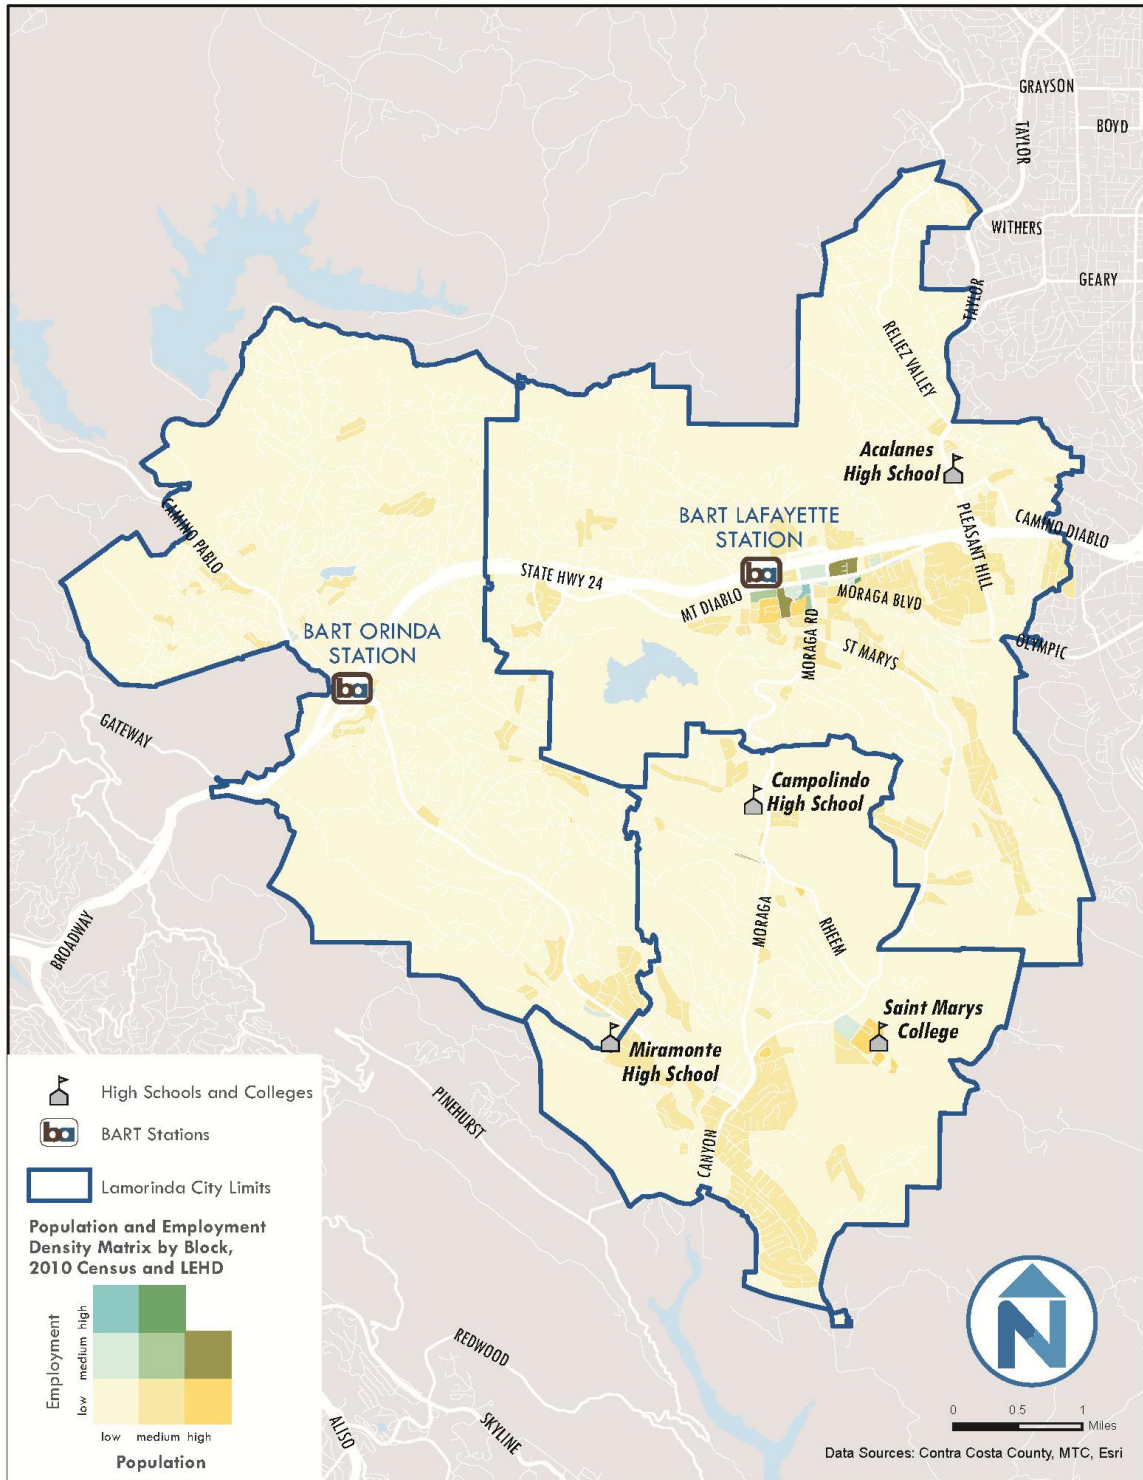 GRAYSON
TAYLOR
BOYD
WITHERS
GEARY
TAYLOR
RELIEZ VALLEY
Acalanes
High School
CAMINO PABLO
PLEASANT HILL
CAMINO DIABLO
BART LAFAYETTE
STATION
ba
STATE HWY 24
MT DIABLO
MORAGA BLVD
MORAGA RD
ST MARYS
OLYMPIC
BART ORINDA
STATION
ba
GATEWAY
Campolindo
High School
BROADWAY
MORAGA
RHEEM
Saint Marys
College
Miramonte
High School
PINEHURST
CANYON
REDWOOD
SKYLINE
ALISO
High Schools and Colleges
ba
BART Stations
Lamorinda City Limits
Population and Employment
Density Matrix by Block,
2010 Census and LEHD
Employment
high
medium
low
low medium high
Population
N
0 0.5 1
Miles
Data Sources: Contra Costa County, MTC, Esri